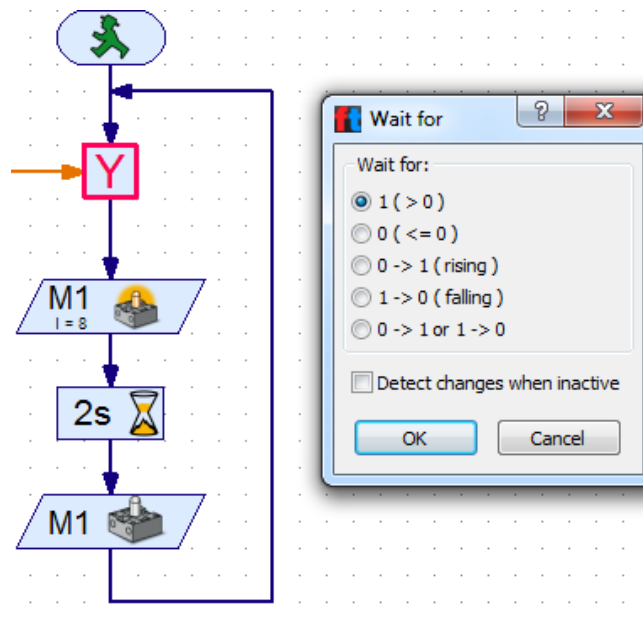 Y
M1
I = 8
2s
M1
ft Wait for
Wait for:
1 ( > 0 )
0 ( <= 0 )
0 -> 1 ( rising )
1 -> 0 ( falling )
0 -> 1 or 1 -> 0
Detect changes when inactive
OK Cancel